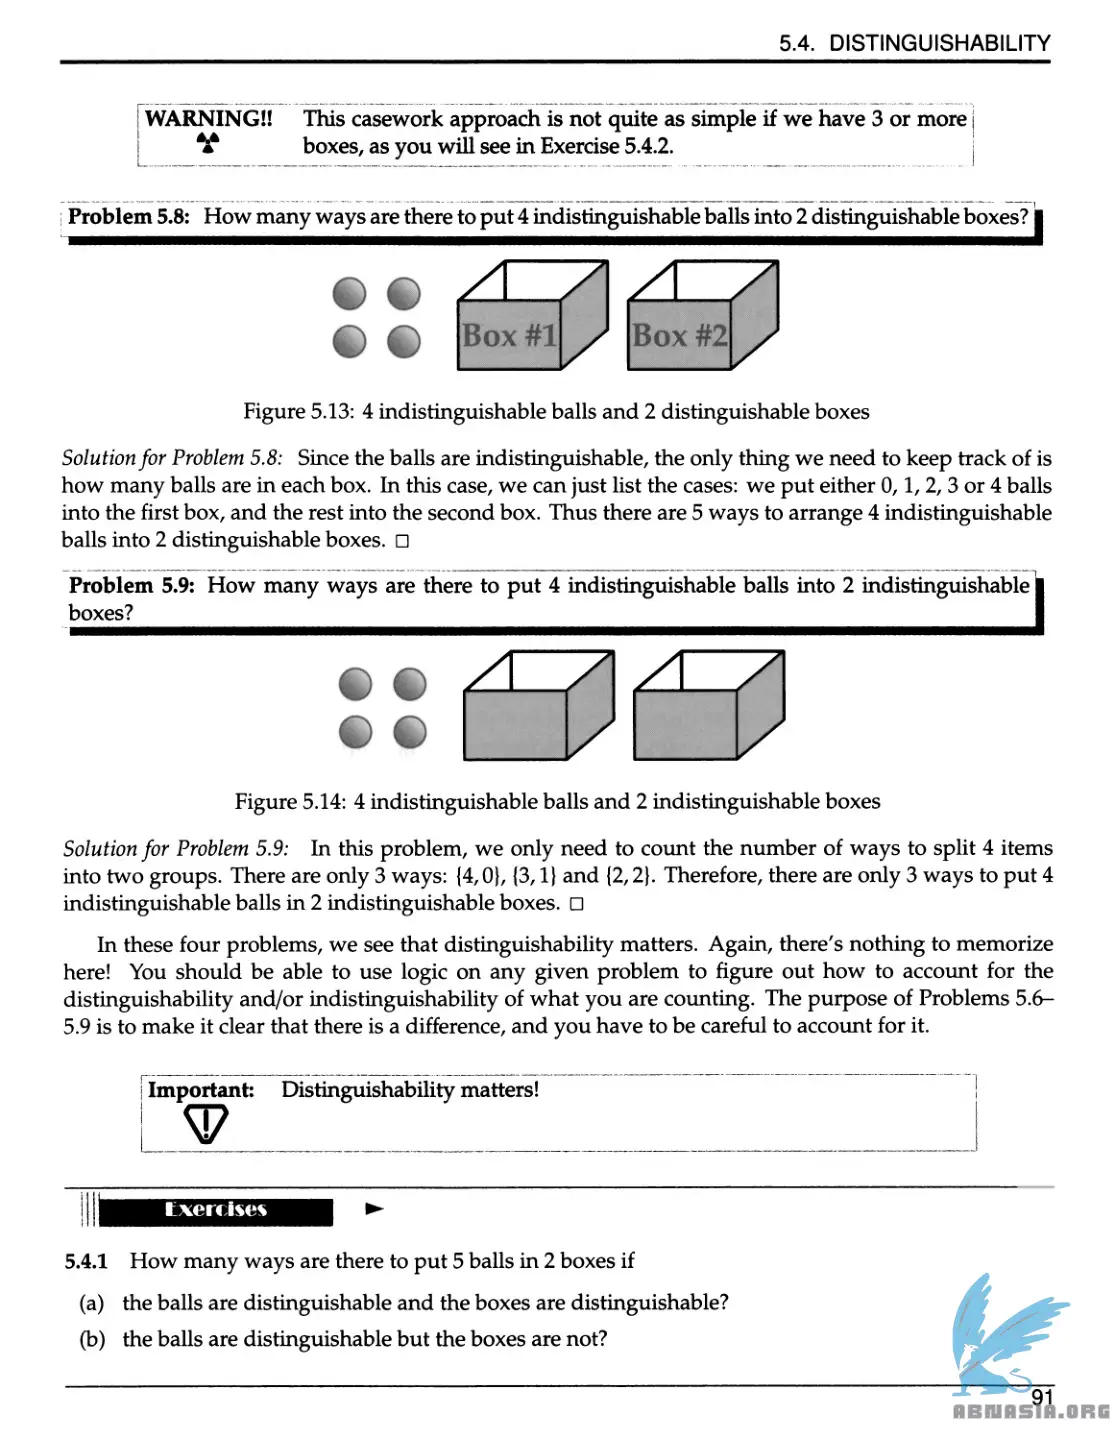 5.4. DISTINGUISHABILITY
WARNING!! This casework approach is not quite as simple if we have 3 or more
boxes, as you will see in Exercise 5.4.2.
Problem 5.8: How many ways are there to put 4 indistinguishable balls into 2 distinguishable boxes?
Box #1 Box #2
Figure 5.13: 4 indistinguishable balls and 2 distinguishable boxes
Solution for Problem 5.8: Since the balls are indistinguishable, the only thing we need to keep track of is
how many balls are in each box. In this case, we can just list the cases: we put either 0, 1, 2, 3 or 4 balls
into the first box, and the rest into the second box. Thus there are 5 ways to arrange 4 indistinguishable
balls into 2 distinguishable boxes. □
Problem 5.9: How many ways are there to put 4 indistinguishable balls into 2 indistinguishable
boxes?
Figure 5.14: 4 indistinguishable balls and 2 indistinguishable boxes
Solution for Problem 5.9: In this problem, we only need to count the number of ways to split 4 items
into two groups. There are only 3 ways: {4,0}, {3,1} and {2,2}. Therefore, there are only 3 ways to put 4
indistinguishable balls in 2 indistinguishable boxes. □
In these four problems, we see that distinguishability matters. Again, there's nothing to memorize
here! You should be able to use logic on any given problem to figure out how to account for the
distinguishability and/or indistinguishability of what you are counting. The purpose of Problems 5.6–
5.9 is to make it clear that there is a difference, and you have to be careful to account for it.
Important: Distinguishability matters!
Exercises
5.4.1 How many ways are there to put 5 balls in 2 boxes if
(a) the balls are distinguishable and the boxes are distinguishable?
(b) the balls are distinguishable but the boxes are not?
91
ABNASIA.ORG